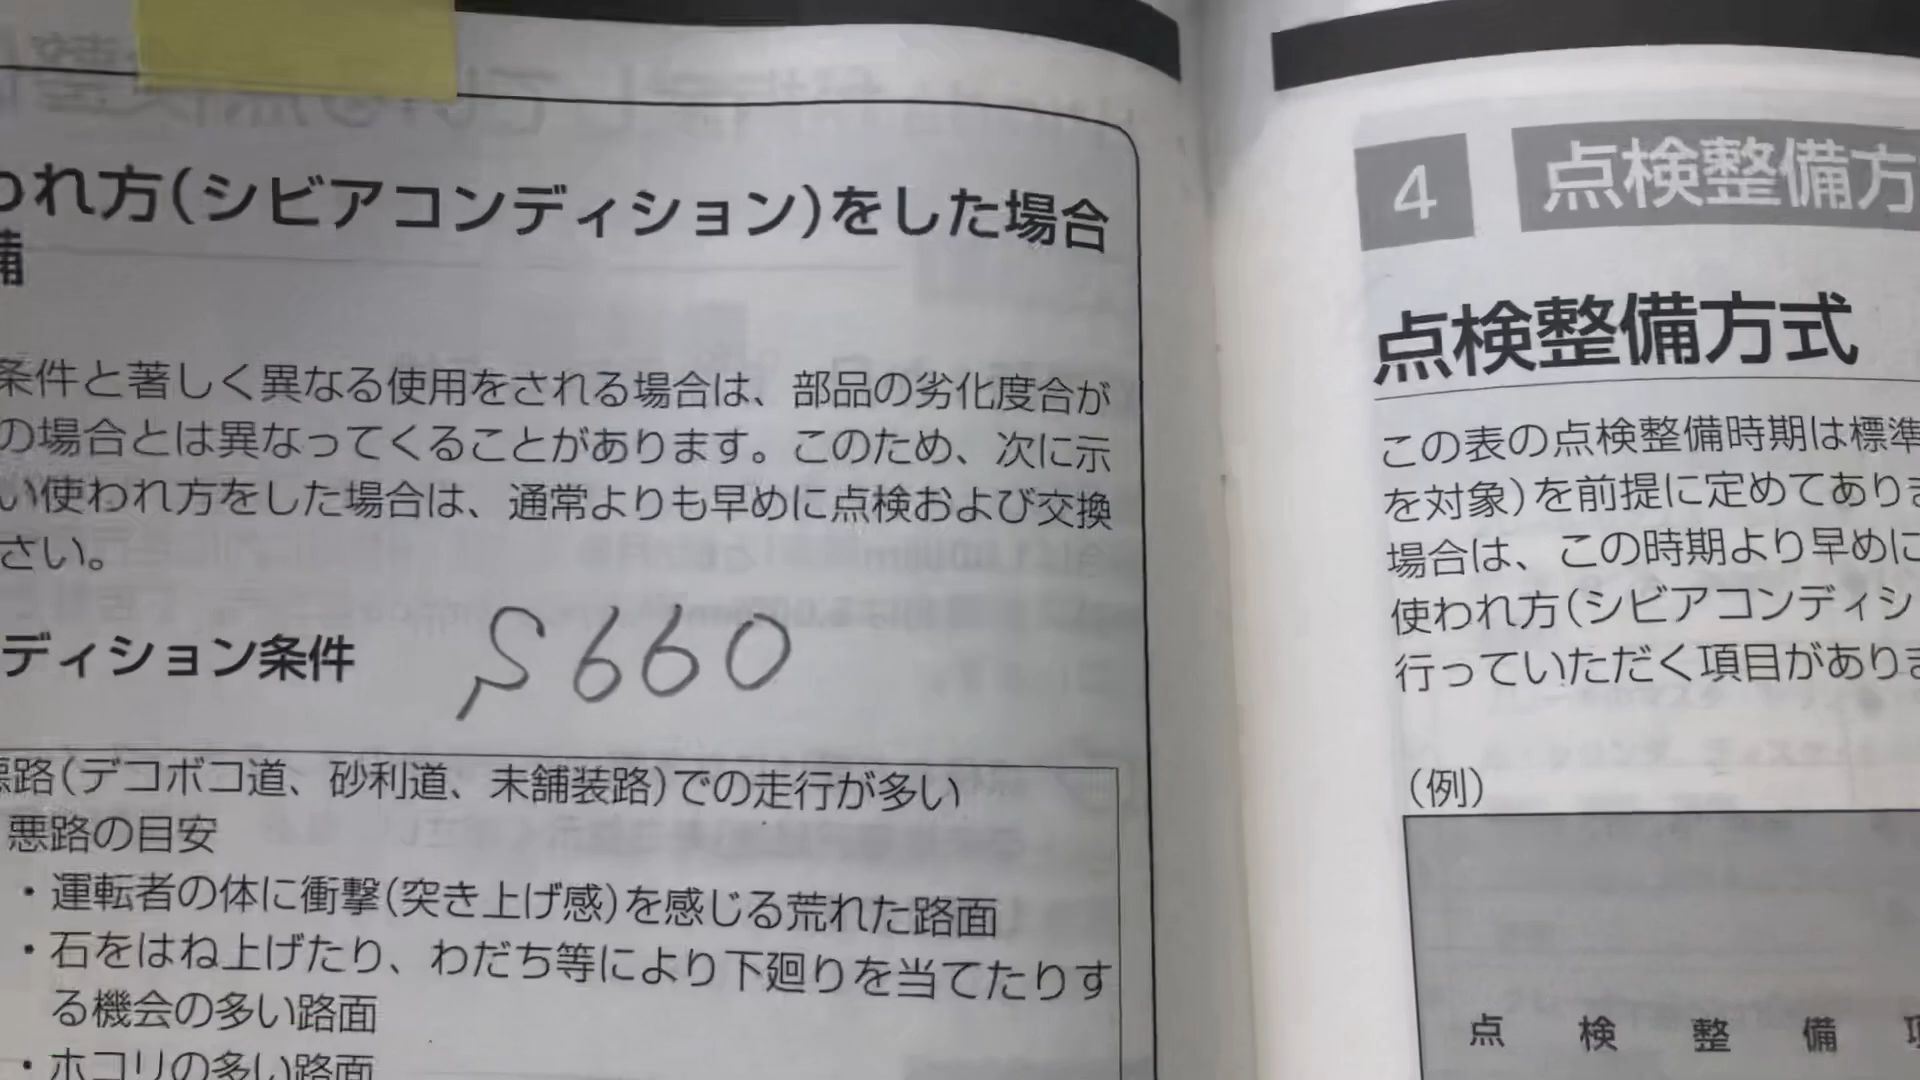 われ方(シビアコンディション)をした場合
備
条件と著しく異なる使用をされる場合は、部品の劣化度合が
の場合とは異なってくることがあります。このため、次に示
い使われ方をした場合は、通常よりも早めに点検および交換
さい。
ディション条件
S660
悪路(デコボコ道、砂利道、未舗装路)での走行が多い
悪路の目安
・運転者の体に衝撃(突き上げ感)を感じる荒れた路面
・石をはね上げたり、わだち等により下廻りを当てたりす
る機会の多い路面
・ホコリの多い路面
4 点検整備方
点検整備方式
この表の点検整備時期は標準
を対象)を前提に定めてありま
場合は、この時期より早めに
使われ方(シビアコンディシ
行っていただく項目がありま
(例)
点検整備項